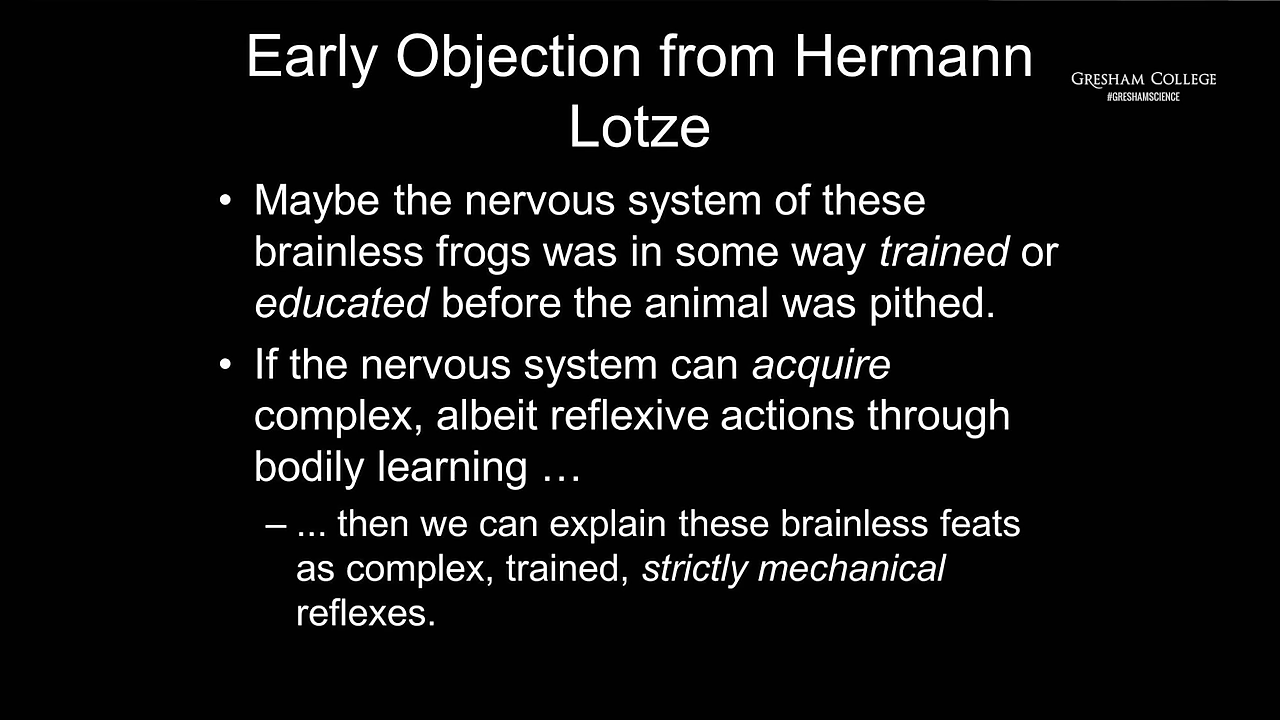 Early Objection from Hermann
Lotze
GRESHAM COLLEGE
#GRESHAMSCIENCE
• Maybe the nervous system of these
brainless frogs was in some way trained or
educated before the animal was pithed.
• If the nervous system can acquire
complex, albeit reflexive actions through
bodily learning …
– ... then we can explain these brainless feats
as complex, trained, strictly mechanical
reflexes.